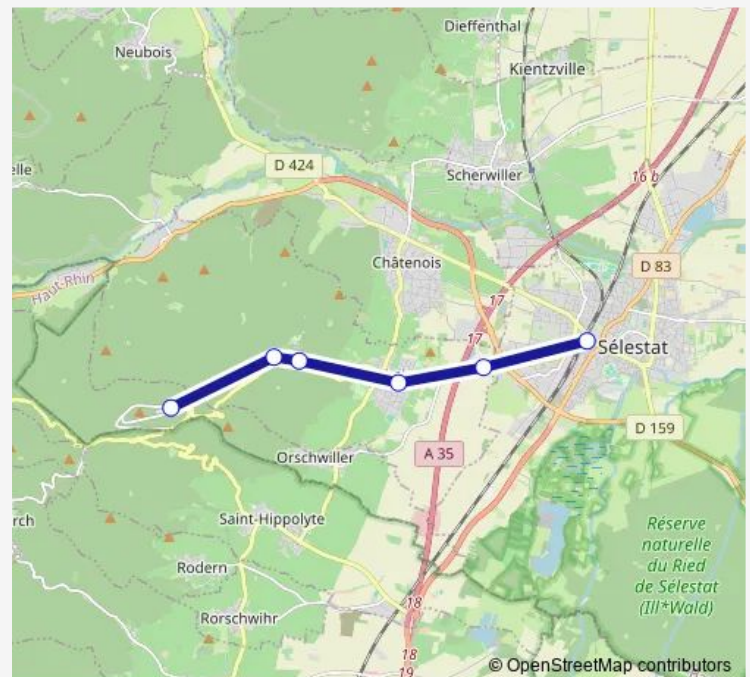 Dieffenthal
Neubois
Kientzville
D 424
elle
Scherwiller
16 b
Châtenois
D 83
Haut-Rhin
17
17
Sélestat
D 159
A 35
Orschwiller
Saint-Hippolyte
rch
Réserve
naturelle
du Ried
de Sélestat
(Ill*Wald)
Rodern
18
Rorschwihr
18
19
© OpenStreetMap contributors